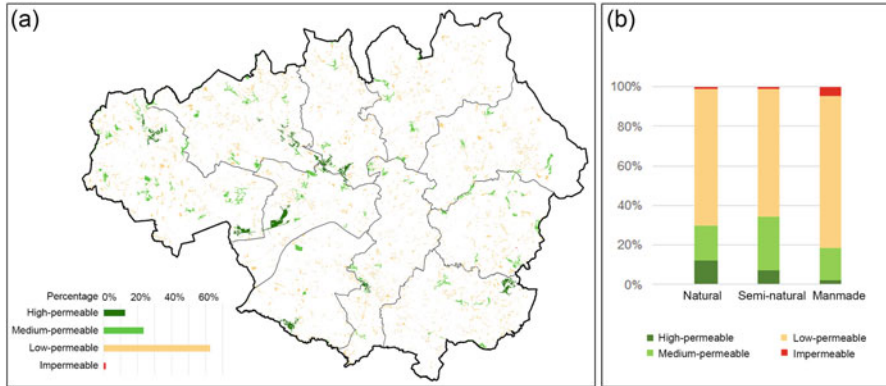 (a)
Percentage 0% 20% 40% 60%
High-permeable
Medium-permeable
Low-permeable
Impermeable
(b)
100%
80%
60%
40%
20%
0%
Natural Semi-natural Manmade
High-permeable Low-permeable
Medium-permeable Impermeable